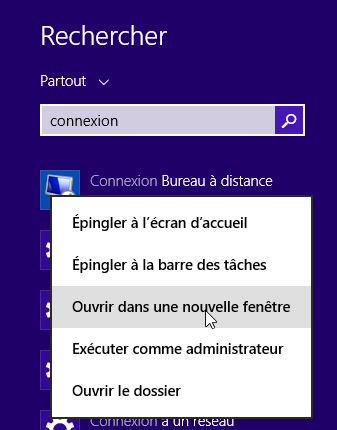 Rechercher
Partout
connexion
Connexion Bureau à distance
Épingler à l'écran d'accueil
Épingler à la barre des tâches
Ouvrir dans une nouvelle fenêtre
Exécuter comme administrateur
Ouvrir le dossier
Connexion à un réseau